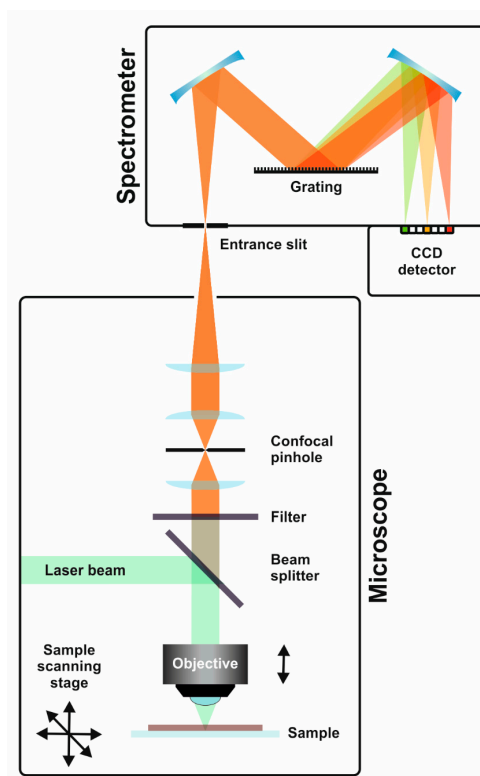 Spectrometer
Grating
Entrance slit
CCD
detector
Confocal
pinhole
Filter
Beam
splitter
Laser beam
Microscope
Sample
scanning
stage
Objective
Sample